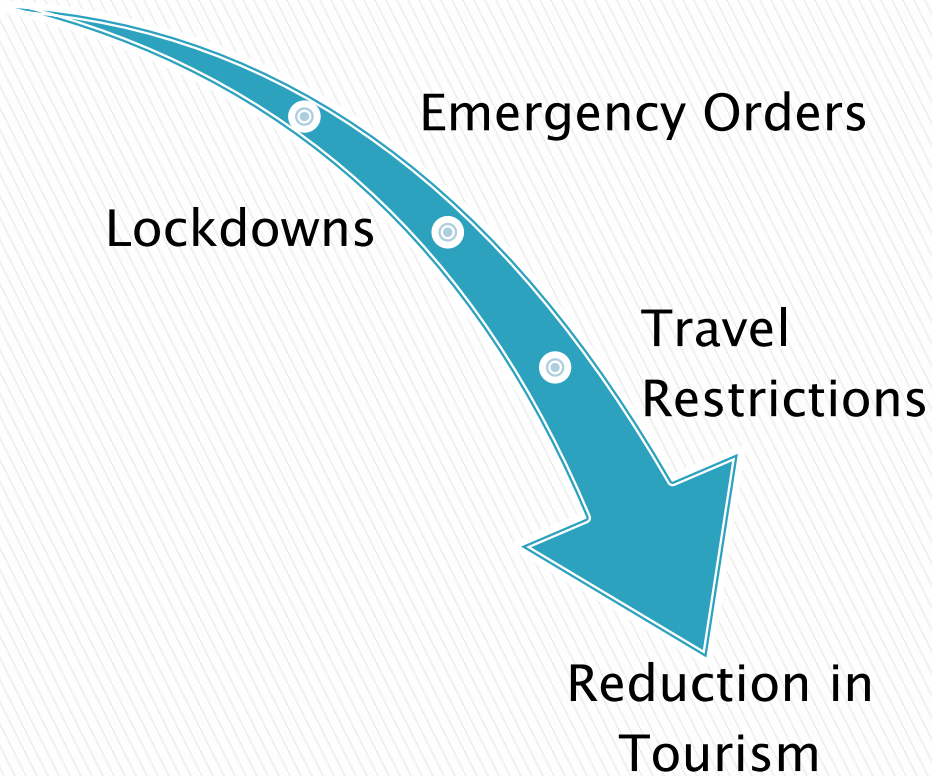 Emergency Orders
Lockdowns
Travel
Restrictions
Reduction in
Tourism